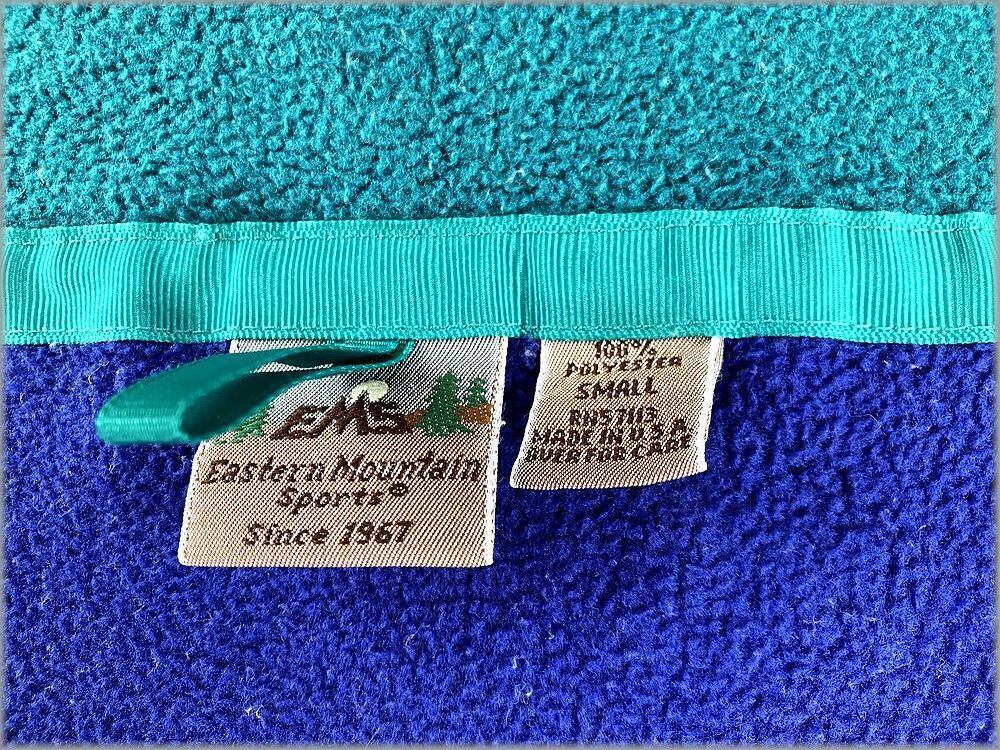 EMS
Eastern Mountain
Sports®
Since 1967
100%
POLYESTER
SMALL
RN57113
MADE IN U.S.A
OVER FOR CARE